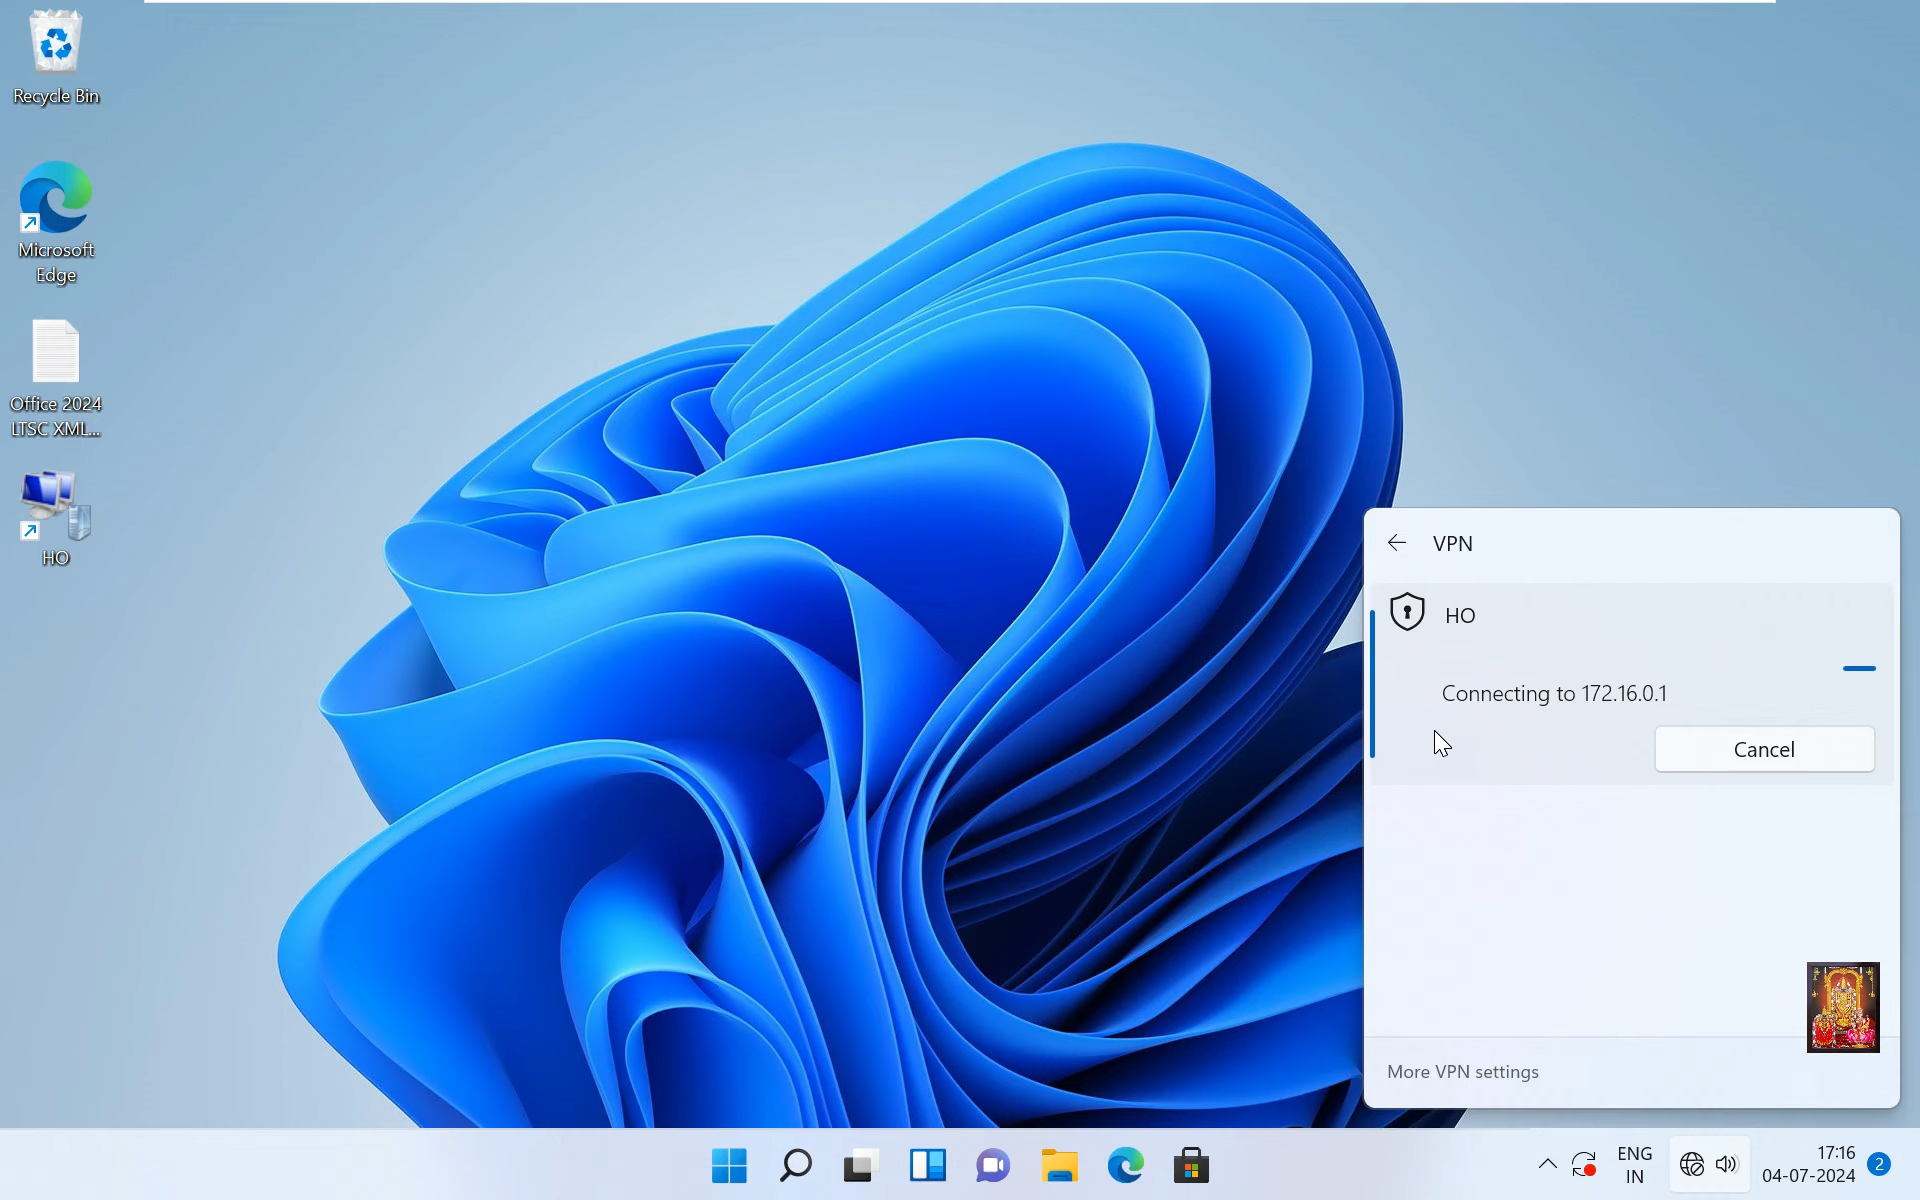 Recycle Bin
Microsoft
Edge
Office 2024
LTSC XML...
HO
VPN
HO
Connecting to 172.16.0.1
Cancel
More VPN settings
ENG
IN
17:16
04-07-2024
2